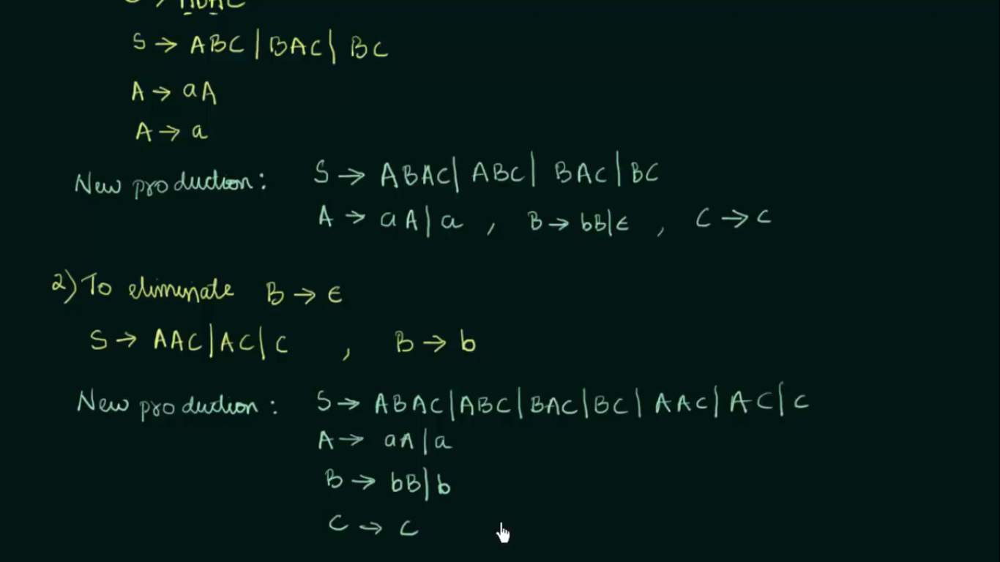 S → ABC | BAC | BC
A → aA
A → a
New production: S → ABAC | ABC | BAC | BC
A → aA | a , B → bB|ϵ , C → c
2) To eliminate B → ϵ
S → AAC | AC | C , B → b
New production: S → ABAC | ABC | BAC | BC | AAC | AC | C
A → aA | a
B → bB | b
C → c